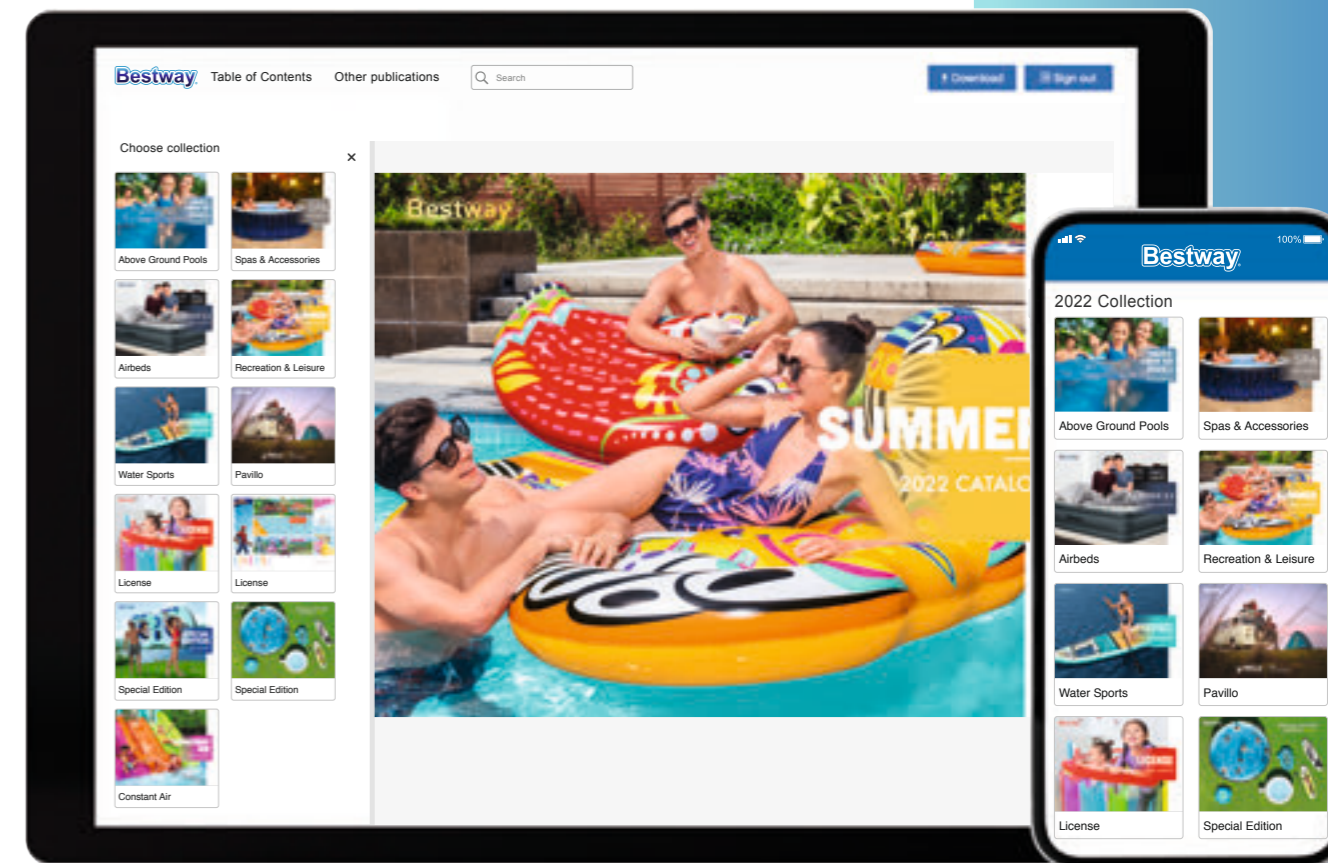 Bestway
Table of Contents
Other publications
Search
Download
Sign out
Choose collection
×
Above Ground Pools
Spas & Accessories
Airbeds
Recreation & Leisure
Water Sports
Pavillo
License
License
Special Edition
Special Edition
Constant Air
Bestway
SUMMER
2022 CATALO
100%
Bestway
2022 Collection
Above Ground Pools
Spas & Accessories
Airbeds
Recreation & Leisure
Water Sports
Pavillo
License
Special Edition